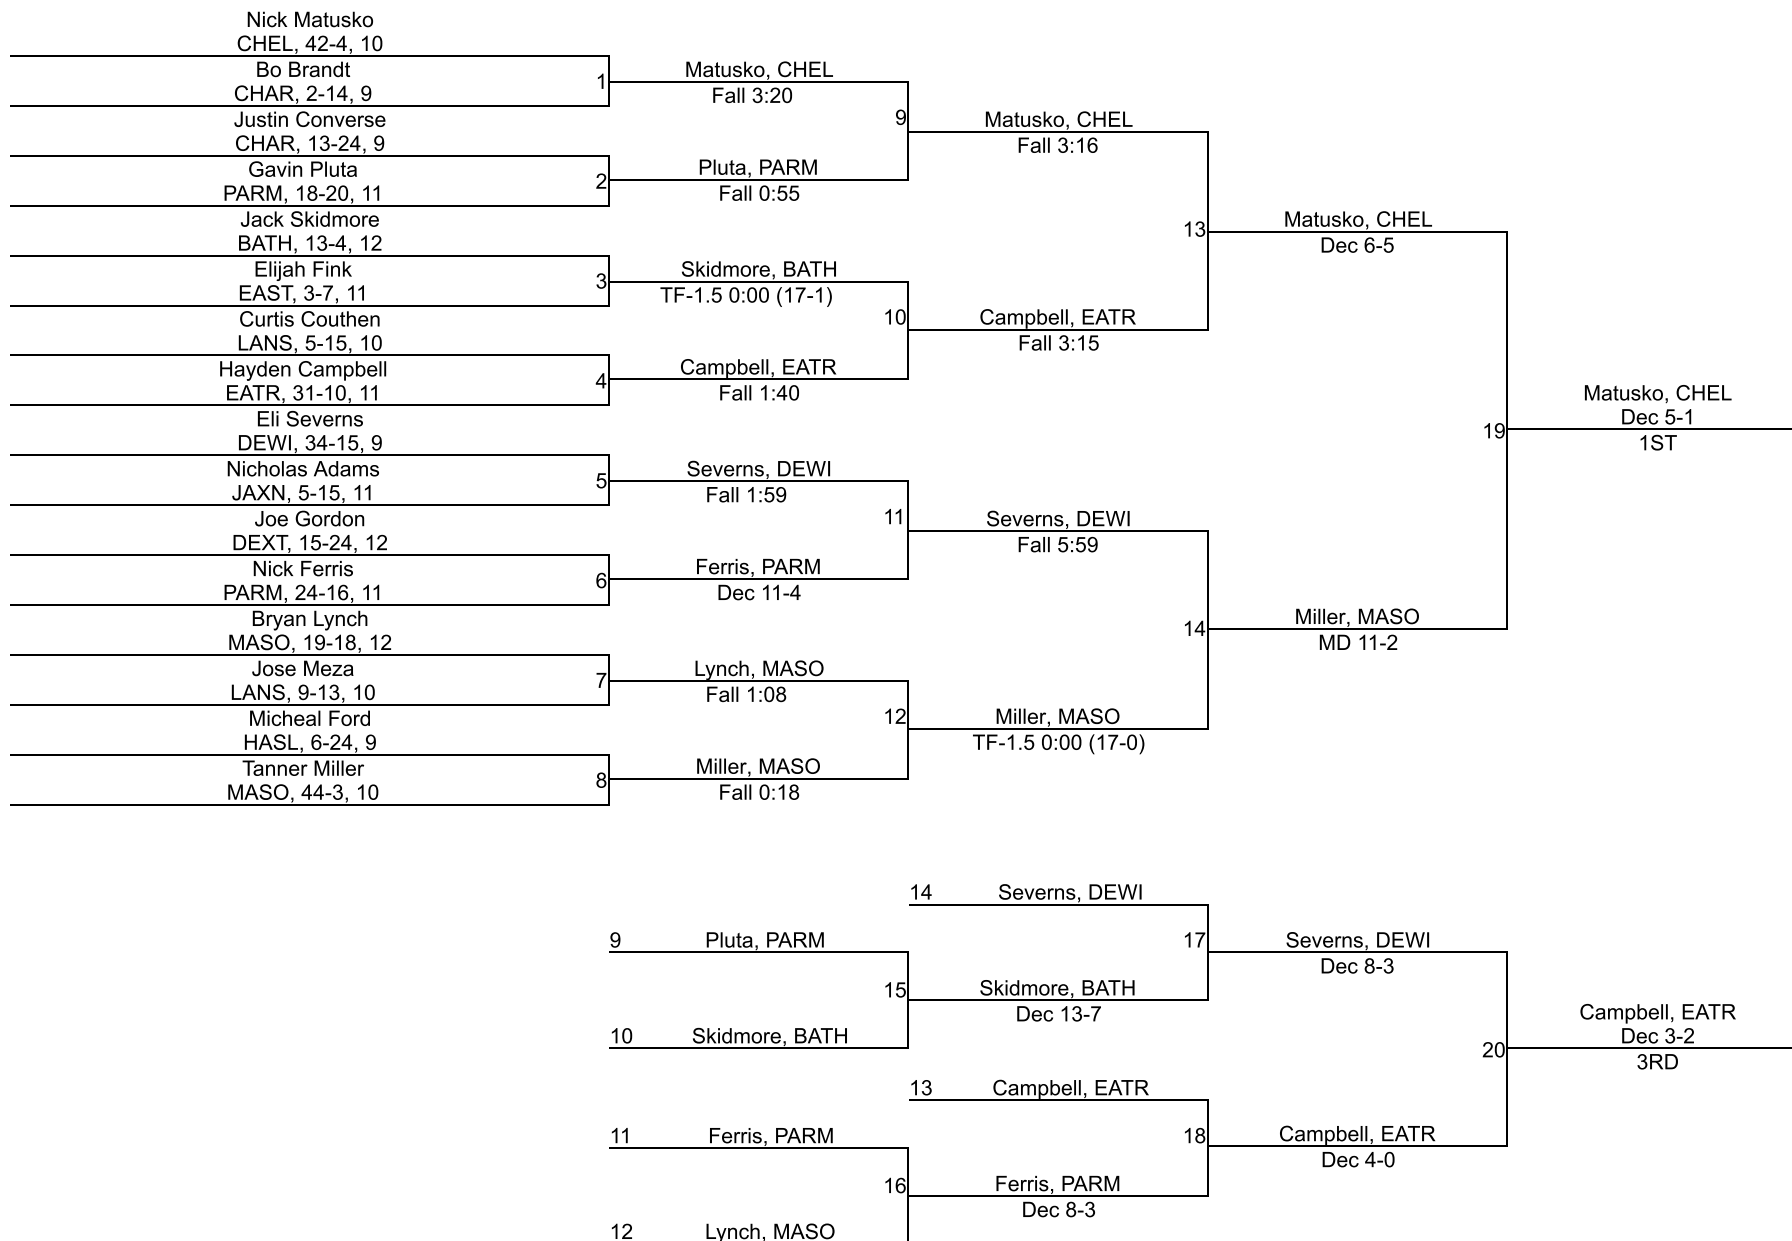 Nick Matusko
CHEL, 42-4, 10
Bo Brandt
CHAR, 2-14, 9
1
Justin Converse
CHAR, 13-24, 9
Gavin Pluta
PARM, 18-20, 11
2
Jack Skidmore
BATH, 13-4, 12
Elijah Fink
EAST, 3-7, 11
3
Curtis Couthen
LANS, 5-15, 10
Hayden Campbell
EATR, 31-10, 11
4
Eli Severns
DEWI, 34-15, 9
Nicholas Adams
JAXN, 5-15, 11
5
Joe Gordon
DEXT, 15-24, 12
Nick Ferris
PARM, 24-16, 11
6
Bryan Lynch
MASO, 19-18, 12
Jose Meza
LANS, 9-13, 10
7
Micheal Ford
HASL, 6-24, 9
Tanner Miller
MASO, 44-3, 10
8
Matusko, CHEL
Fall 3:20
9
Pluta, PARM
Fall 0:55
Skidmore, BATH
TF-1.5 0:00 (17-1)
10
Campbell, EATR
Fall 1:40
Severns, DEWI
Fall 1:59
11
Ferris, PARM
Dec 11-4
Lynch, MASO
Fall 1:08
12
Miller, MASO
Fall 0:18
Matusko, CHEL
Fall 3:16
13
Campbell, EATR
Fall 3:15
Severns, DEWI
Fall 5:59
14
Miller, MASO
TF-1.5 0:00 (17-0)
Matusko, CHEL
Dec 6-5
19
Miller, MASO
MD 11-2
Matusko, CHEL
Dec 5-1
1ST
9
Pluta, PARM
15
10
Skidmore, BATH
11
Ferris, PARM
16
12
Lynch, MASO
14
Severns, DEWI
17
Skidmore, BATH
Dec 13-7
13
Campbell, EATR
18
Ferris, PARM
Dec 8-3
Severns, DEWI
Dec 8-3
20
Campbell, EATR
Dec 4-0
Campbell, EATR
Dec 3-2
3RD